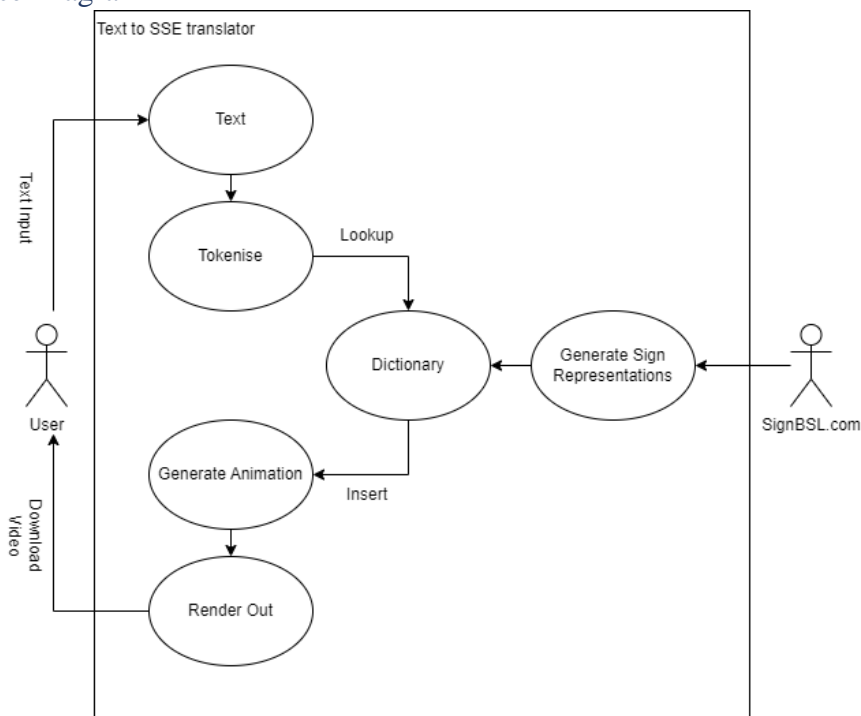 Text to SSE translator
Text
Text Input
Tokenise
Lookup
Dictionary
Generate Sign
Representations
User
SignBSL.com
Generate Animation
Insert
Download
Video
Render Out